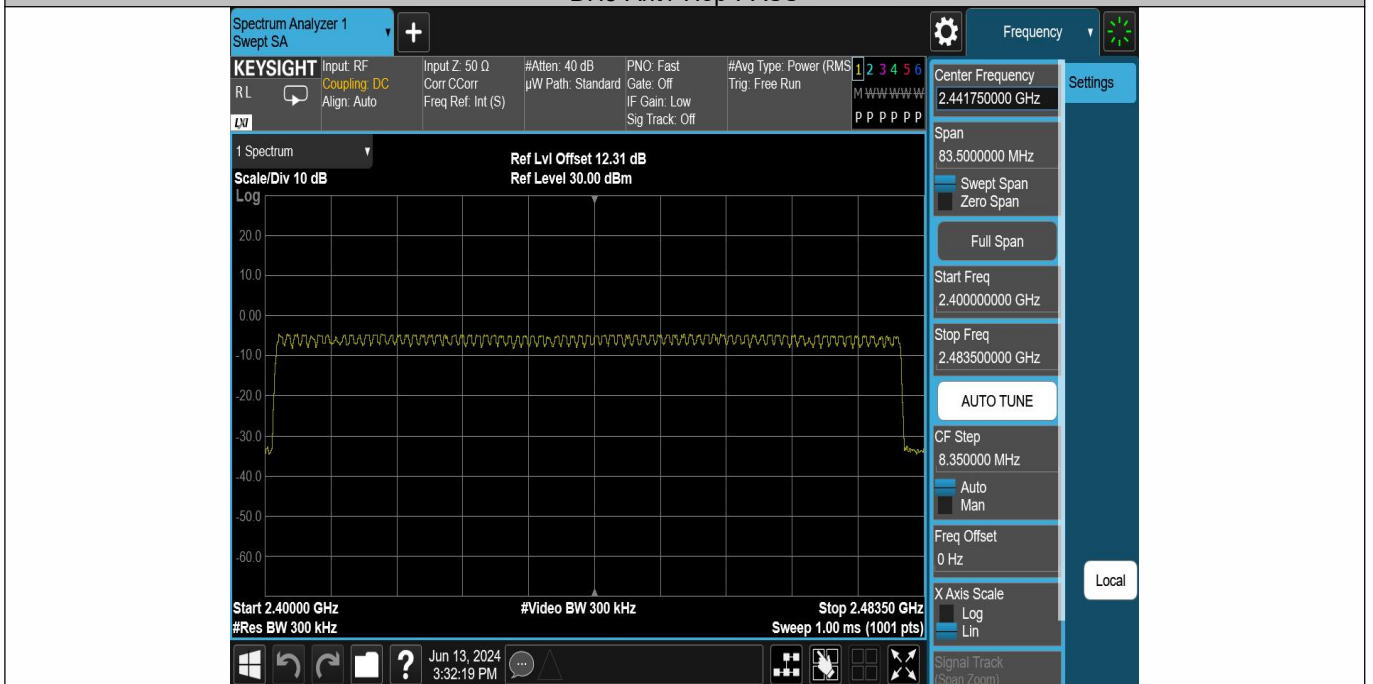 Spectrum Analyzer 1
Swept SA
Frequency
KEYSIGHT
RL
LXI
Input: RF
Coupling: DC
Align: Auto
Input Z: 50 Ω
Corr CCorr
Freq Ref: Int (S)
#Atten: 40 dB
µW Path: Standard
PNO: Fast
Gate: Off
IF Gain: Low
Sig Track: Off
#Avg Type: Power (RMS
Trig: Free Run
1 2 3 4 5 6
M W W W W W
P P P P P P
1 Spectrum
Scale/Div 10 dB
Log
Ref Lvl Offset 12.31 dB
Ref Level 30.00 dBm
20.0
10.0
0.00
-10.0
-20.0
-30.0
-40.0
-50.0
-60.0
Start 2.40000 GHz
#Res BW 300 kHz
#Video BW 300 kHz
Stop 2.48350 GHz
Sweep 1.00 ms (1001 pts)
Jun 13, 2024
3:32:19 PM
Center Frequency
2.441750000 GHz
Settings
Span
83.5000000 MHz
Swept Span
Zero Span
Full Span
Start Freq
2.400000000 GHz
Stop Freq
2.483500000 GHz
AUTO TUNE
CF Step
8.350000 MHz
Auto
Man
Freq Offset
0 Hz
X Axis Scale
Log
Lin
Local
Signal Track
(Span Zoom)